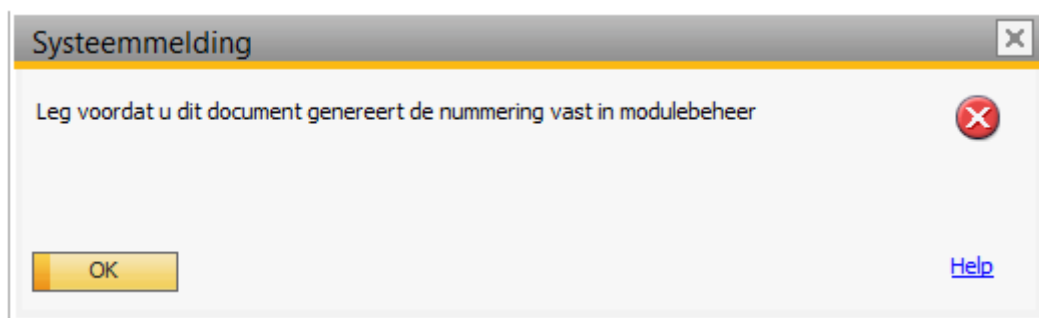 Systeemmelding
Leg voordat u dit document genereert de nummering vast in modulebeheer
OK
Help